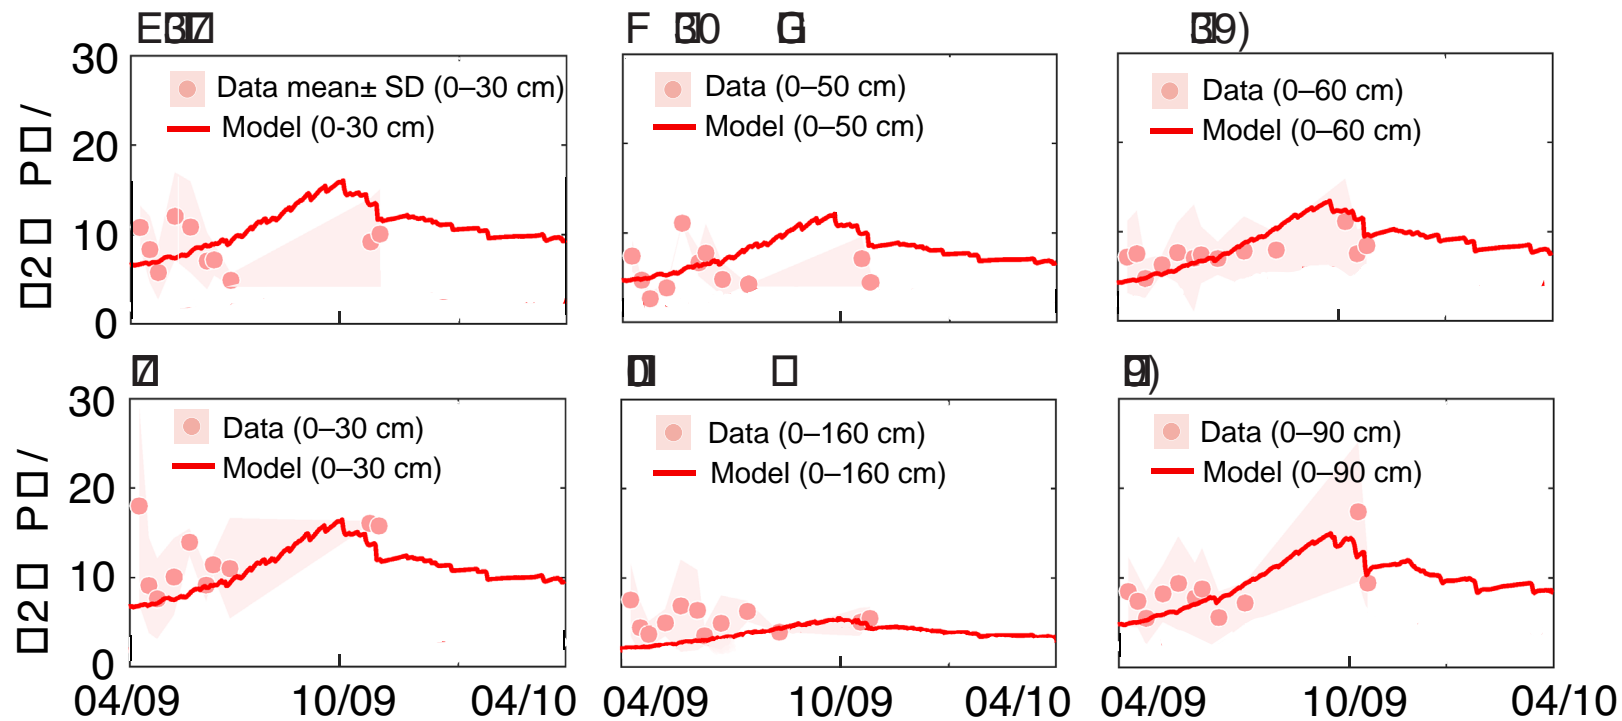 30
20
10
0
Data mean± SD (0–30 cm)
Model (0-30 cm)
Data (0–50 cm)
Model (0–50 cm)
Data (0–60 cm)
Model (0–60 cm)
30
20
10
0
Data (0–30 cm)
Model (0–30 cm)
Data (0–160 cm)
Model (0–160 cm)
Data (0–90 cm)
Model (0–90 cm)
04/09 10/09 04/10 04/09 10/09 04/10 04/09 10/09 04/10